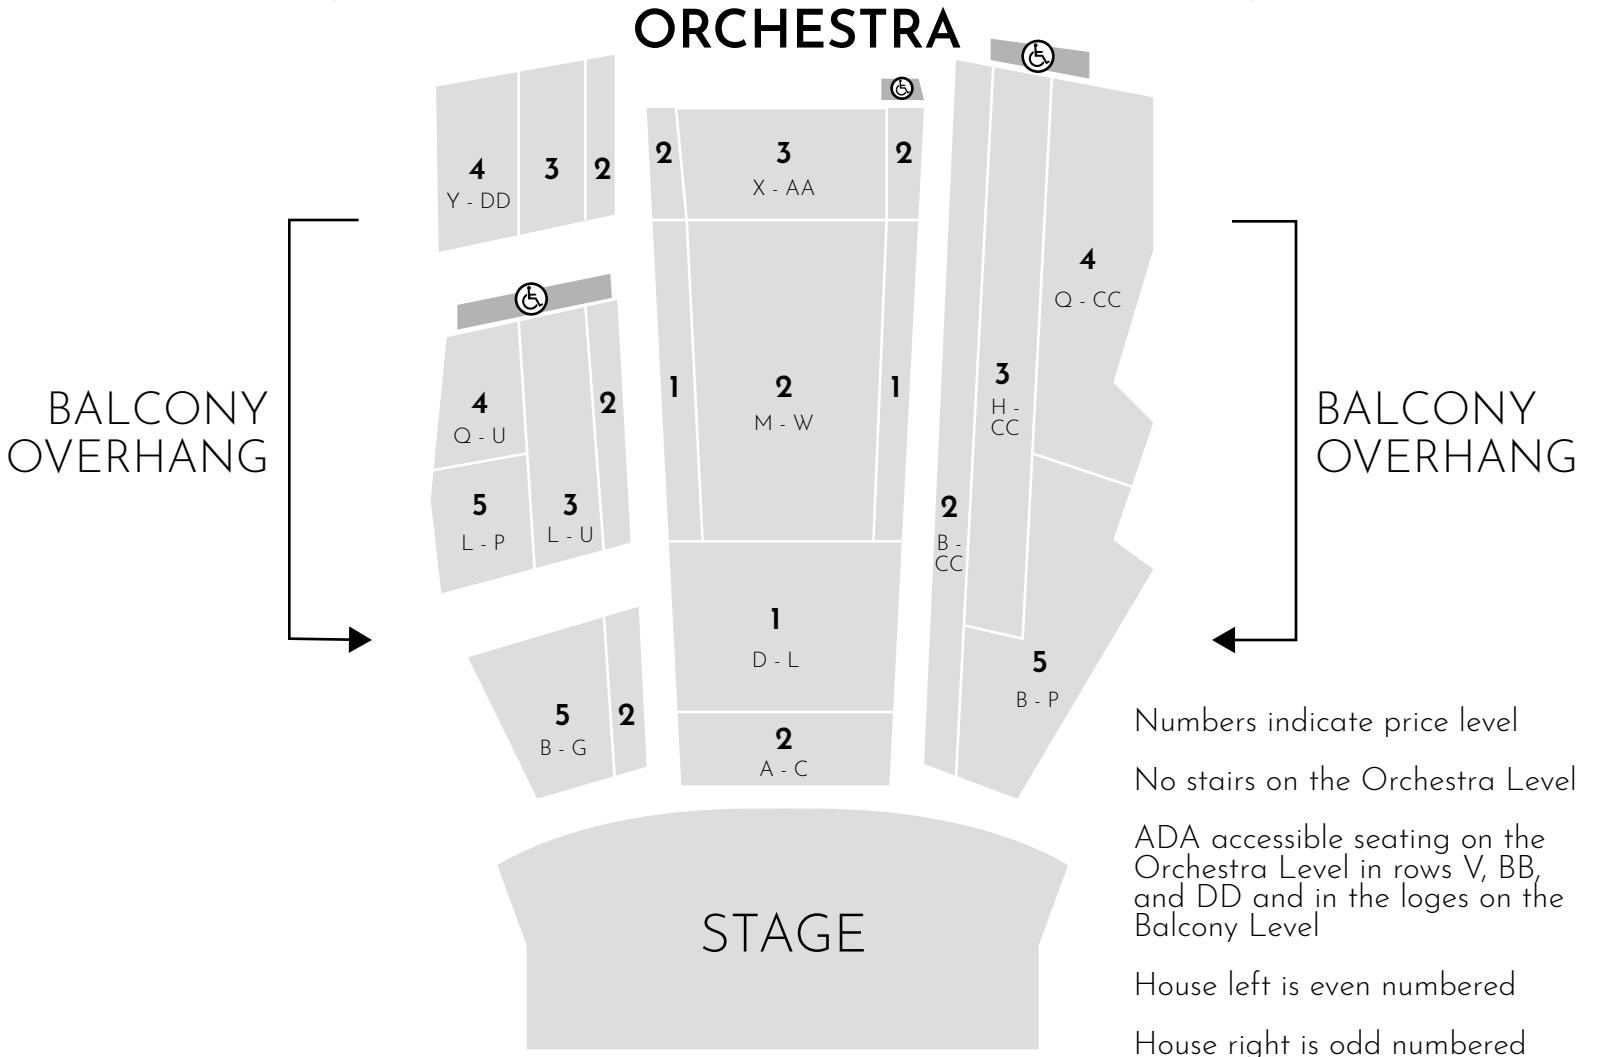 ORCHESTRA
4
Y - DD
3
2
2
3
X - AA
2
4
Q - CC
BALCONY
OVERHANG
4
Q - U
2
5
L - P
3
L - U
1
2
M - W
1
3
H -
CC
2
B -
CC
BALCONY
OVERHANG
5
B - G
2
1
D - L
2
A - C
5
B - P
STAGE
Numbers indicate price level
No stairs on the Orchestra Level
ADA accessible seating on the
Orchestra Level in rows V, BB,
and DD and in the loges on the
Balcony Level
House left is even numbered
House right is odd numbered